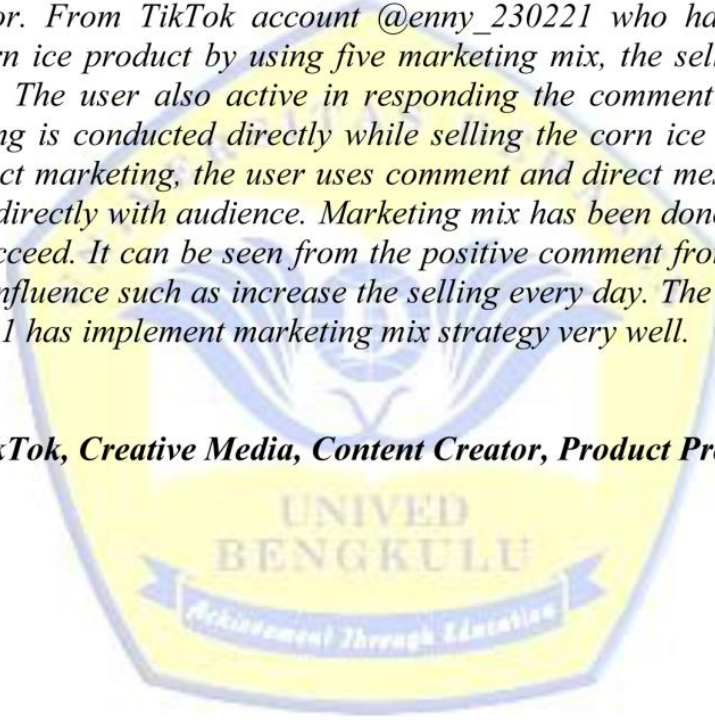 or. From TikTok account @enny_230221 who ha
rn ice product by using five marketing mix, the sell
The user also active in responding the comment
ng is conducted directly while selling the corn ice
ct marketing, the user uses comment and direct me
directly with audience. Marketing mix has been done
cceed. It can be seen from the positive comment from
nfluence such as increase the selling every day. The
1 has implement marketing mix strategy very well.
kTok, Creative Media, Content Creator, Product Pr
UNIVED
BENGKULU
Achievement Through Education